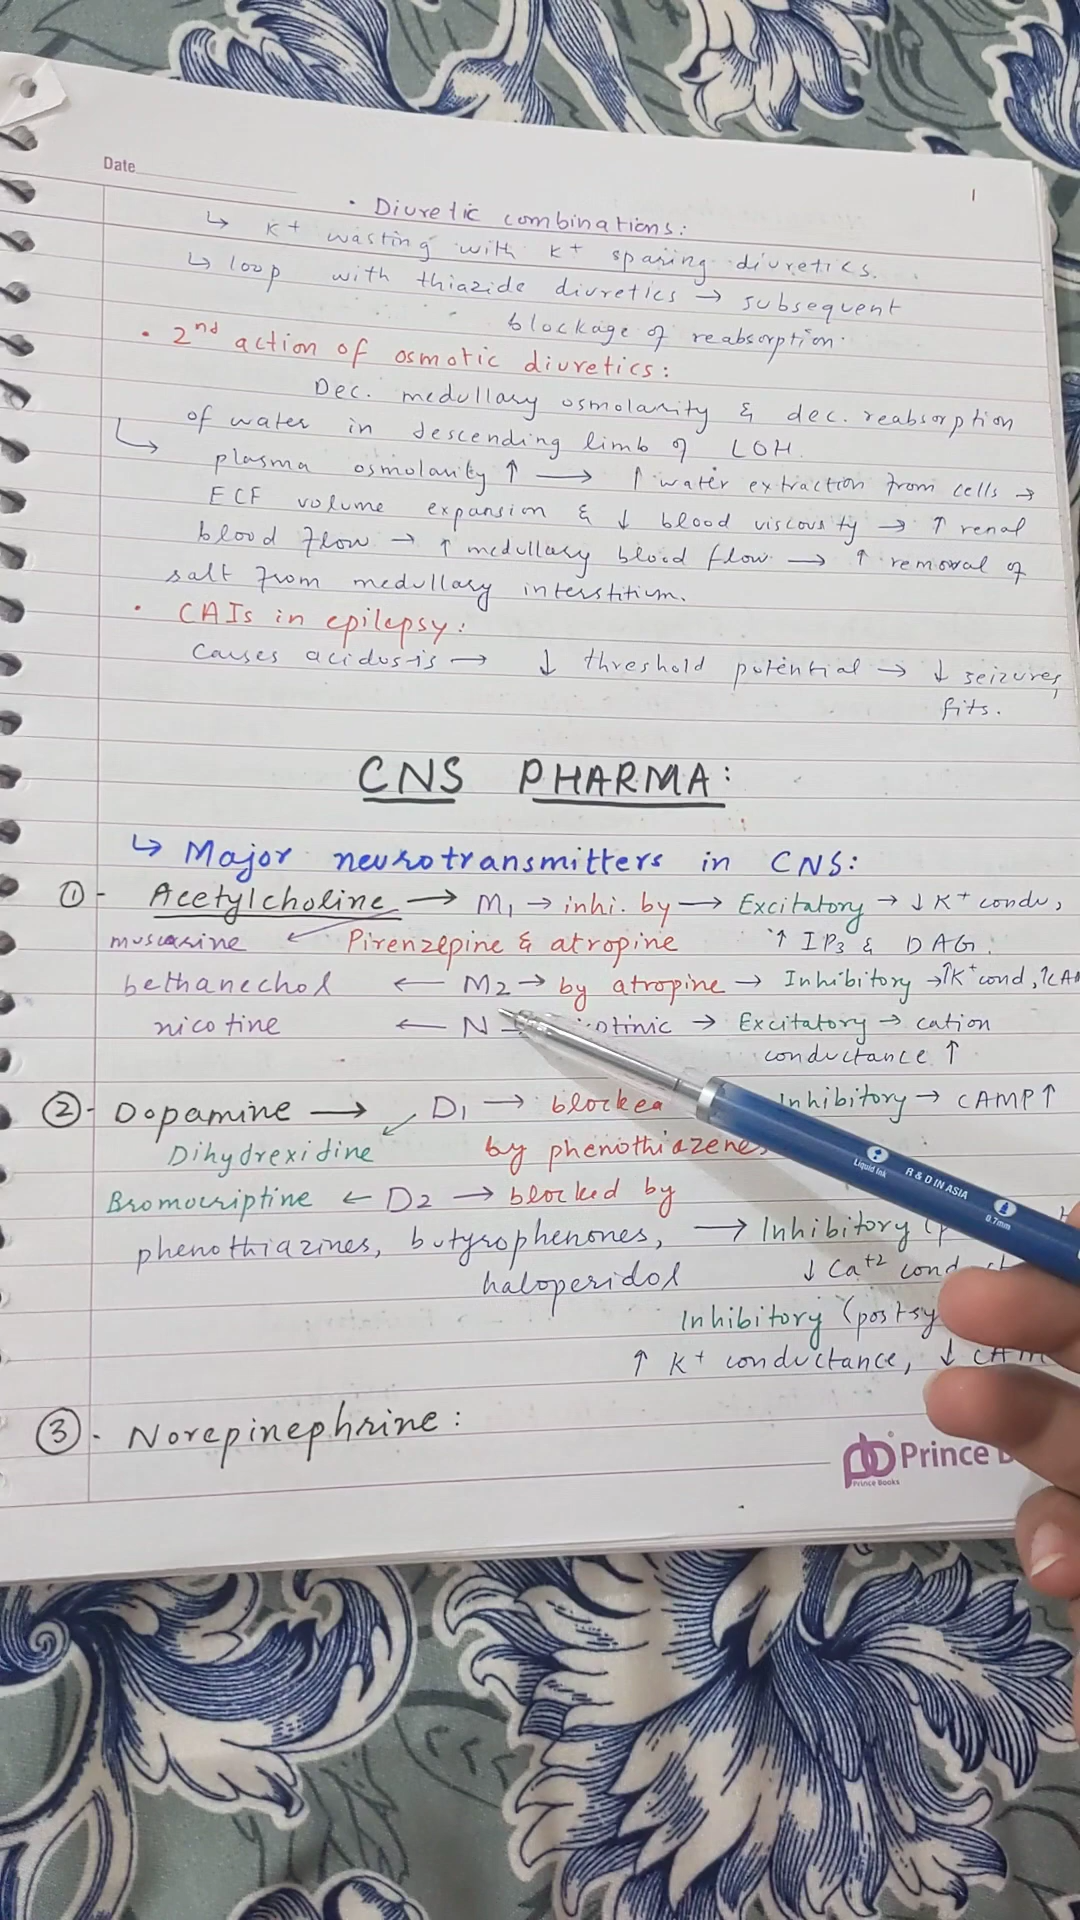 Date
1
• Diuretic combinations:
↳ K+ wasting with K+ sparing diuretics.
↳ loop with thiazide diuretics → subsequent
blockage of reabsorption.
• 2nd action of osmotic diuretics:
Dec. medullary osmolarity & dec. reabsorption
of water in descending limb of LOH.
↳ plasma osmolarity ↑ → ↑ water extraction from cells →
ECF volume expansion & ↓ blood viscousity → ↑ renal
blood flow → ↑ medullary blood flow → ↑ removal of
salt from medullary interstitium.
• CAIs in epilepsy:
Causes acidosis → ↓ threshold potential → ↓ seizures,
fits.
CNS PHARMA:
↳ Major neurotransmitters in CNS:
① - Acetylcholine → M1 → inhi. by → Excitatory → ↓ K+ condu,
muscarine ← Pirenzepine & atropine ↑ IP3 & DAG.
bethanechol ← M2 → by atropine → Inhibitory → ↑K+ cond, ↑CAM
nicotine ← N → → Excitatory → cation
conductance ↑
② - Dopamine → D1 → blocked Inhibitory → CAMP ↑
Dihydrexidine by phenothiazenes
Bromocriptine ← D2 → blocked by
phenothiazines, butyrophenones, → Inhibitory
haloperidol ↓ Ca+2
Inhibitory
↑ K+ conductance, ↓
③ - Norepinephrine:
Prince
Prince Books
Liquid Ink
R & D IN ASIA
0.7mm